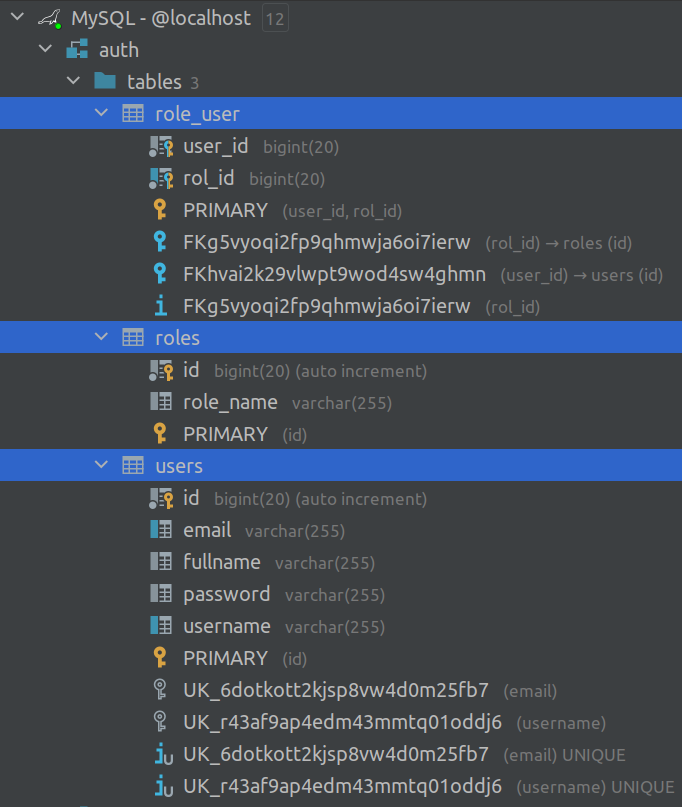 MySQL - @localhost 12
auth
tables 3
role_user
user_id bigint(20)
rol_id bigint(20)
PRIMARY (user_id, rol_id)
FKg5vyoqi2fp9qhmwja6oi7ierw (rol_id) → roles (id)
FKhvai2k29vlwpt9wod4sw4ghmn (user_id) → users (id)
FKg5vyoqi2fp9qhmwja6oi7ierw (rol_id)
roles
id bigint(20) (auto increment)
role_name varchar(255)
PRIMARY (id)
users
id bigint(20) (auto increment)
email varchar(255)
fullname varchar(255)
password varchar(255)
username varchar(255)
PRIMARY (id)
UK_6dotkott2kjsp8vw4d0m25fb7 (email)
UK_r43af9ap4edm43mmtq01oddj6 (username)
UK_6dotkott2kjsp8vw4d0m25fb7 (email) UNIQUE
UK_r43af9ap4edm43mmtq01oddj6 (username) UNIQUE